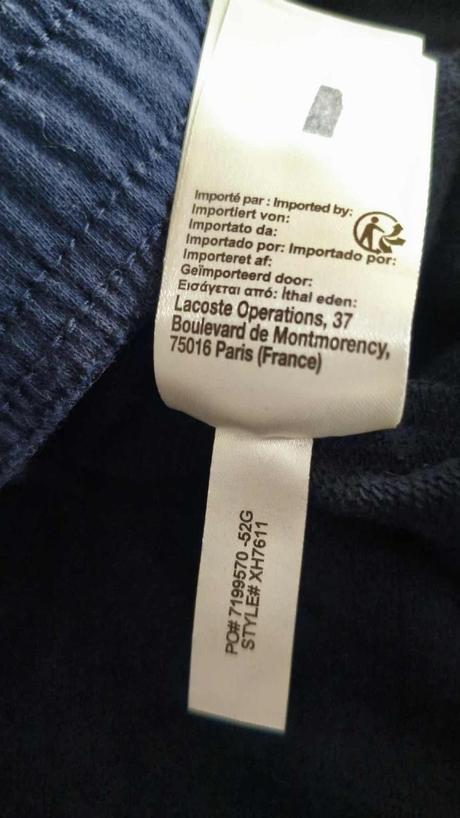 Importé par : Imported by:
Importiert von:
Importato da:
Importado por: Importado por:
Importeret af:
Geïmporteerd door:
Εισάγεται από: İthal eden:
Lacoste Operations, 37
Boulevard de Montmorency,
75016 Paris (France)
PO# 7199570 -52G
STYLE# XH7611